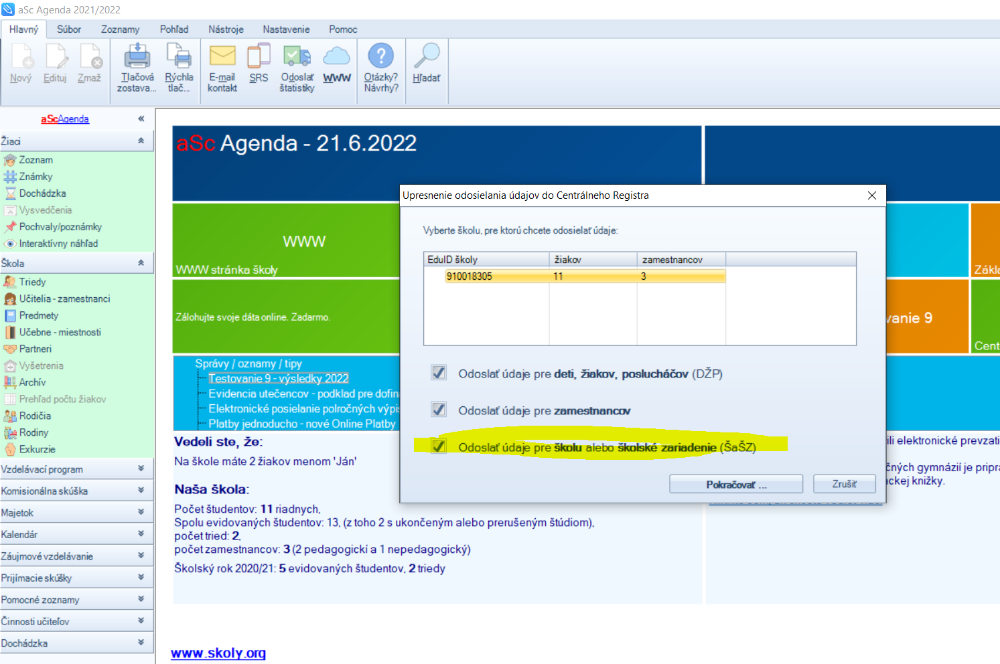 aSc Agenda 2021/2022
Hlavný Súbor Zoznamy Pohľad Nástroje Nastavenie Pomoc
Nový Edituj Zmaž
Tlačová zostava...
Rýchla tlač...
E-mail kontakt
SRS
Odoslať štatistiky
WWW
Otázky? Návrhy?
Hľadať
aScAgenda «
Žiaci
Zoznam
Známky
Dochádzka
Vysvedčenia
Pochvaly/poznámky
Interaktívny náhľad
Škola
Triedy
Učitelia - zamestnanci
Predmety
Učebne - miestnosti
Partneri
Vyšetrenia
Archív
Prehľad počtu žiakov
Rodičia
Rodiny
Exkurzie
Vzdelávací program
Komisionálna skúška
Majetok
Kalendár
Záujmové vzdelávanie
Prijímacie skúšky
Pomocné zoznamy
Činnosti učiteľov
Dochádzka
aSc Agenda - 21.6.2022
WWW
WWW stránka školy
Zálohujte svoje dáta online. Zadarmo.
Správy / oznamy / tipy
Testovanie 9 - výsledky 2022
Evidencia utečencov - podklad pre dofin
Elektronické posielanie polročných výpi
Platby jednoducho - nové Online Platby
Vedeli ste, že:
Na škole máte 2 žiakov menom 'Ján'
Naša škola:
Počet študentov: 11 riadnych,
Spolu evidovaných študentov: 13, (z toho 2 s ukončeným alebo prerušeným štúdiom),
počet tried: 2,
počet zamestnancov: 3 (2 pedagogickí a 1 nepedagogický)
Školský rok 2020/21: 5 evidovaných študentov, 2 triedy
www.skoly.org
Upresnenie odosielania údajov do Centrálneho Registra
Vyberte školu, pre ktorú chcete odosielať údaje:
EduID školy žiakov zamestnancov
910018305 11 3
Odoslať údaje pre deti, žiakov, poslucháčov (DŽP)
Odoslať údaje pre zamestnancov
Odoslať údaje pre školu alebo školské zariadenie (ŠaŠZ)
Pokračovať ... Zrušiť
Zákla
vanie 9
Cent
ili elektronické prevzati
čných gymnázií je pripra
ckej knižky.